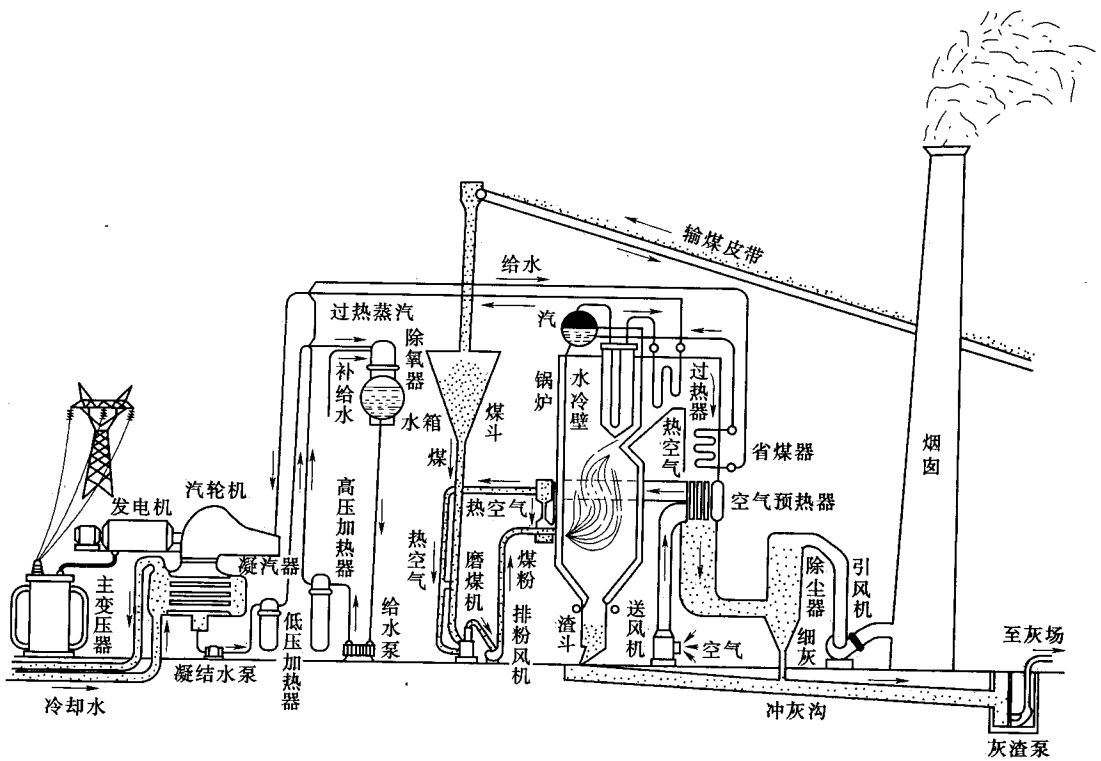 输煤皮带
给水
过热蒸汽
汽
除氧器
补给水
水箱
煤斗
锅炉
水冷壁
过热器
热空气
省煤器
烟囱
煤
汽轮机
发电机
热空气
空气预热器
高压加热器
热空气
磨煤机
煤粉
凝汽器
主变压器
除尘器
引风机
给水泵
排粉风机
渣斗
送风机
空气
细灰
至灰场
低压加热器
凝结水泵
冷却水
冲灰沟
灰渣泵